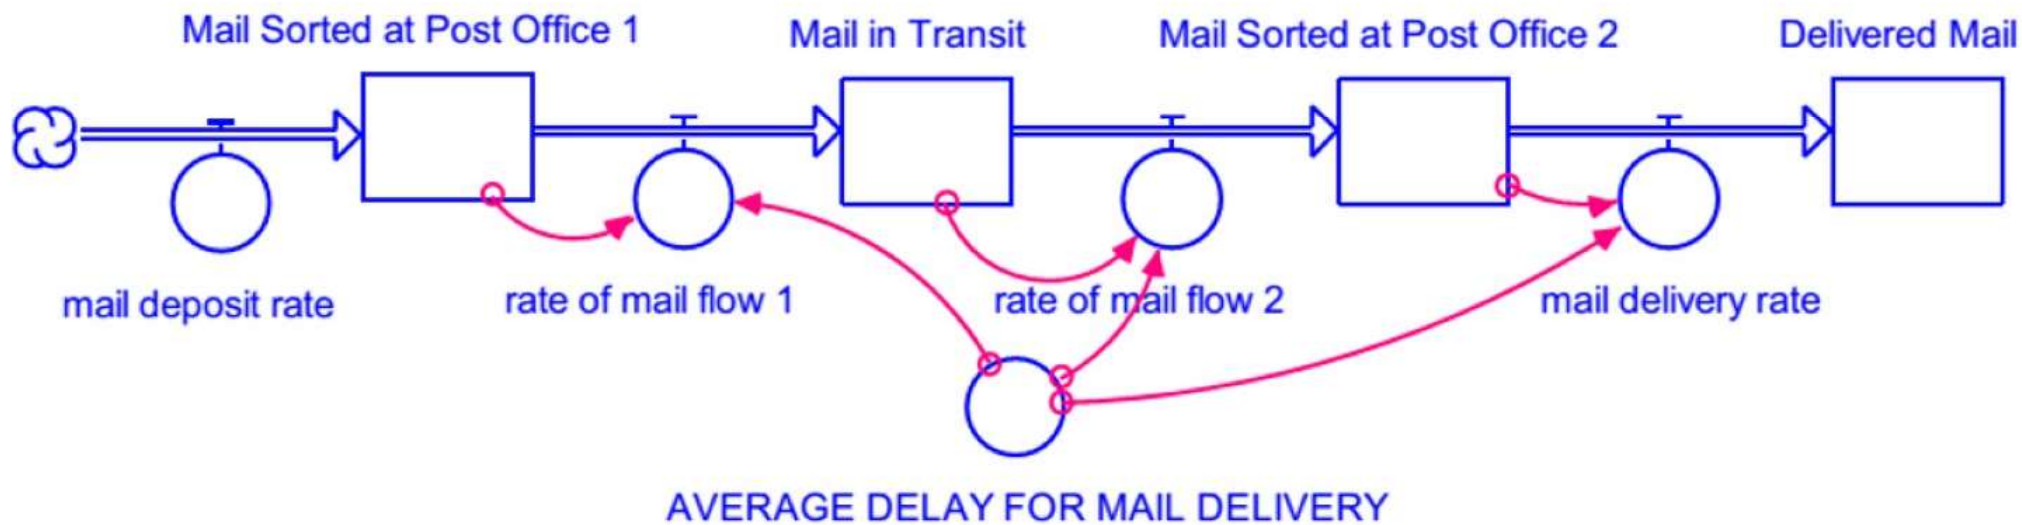 Mail Sorted at Post Office 1
Mail in Transit
Mail Sorted at Post Office 2
Delivered Mail
mail deposit rate
rate of mail flow 1
rate of mail flow 2
mail delivery rate
AVERAGE DELAY FOR MAIL DELIVERY